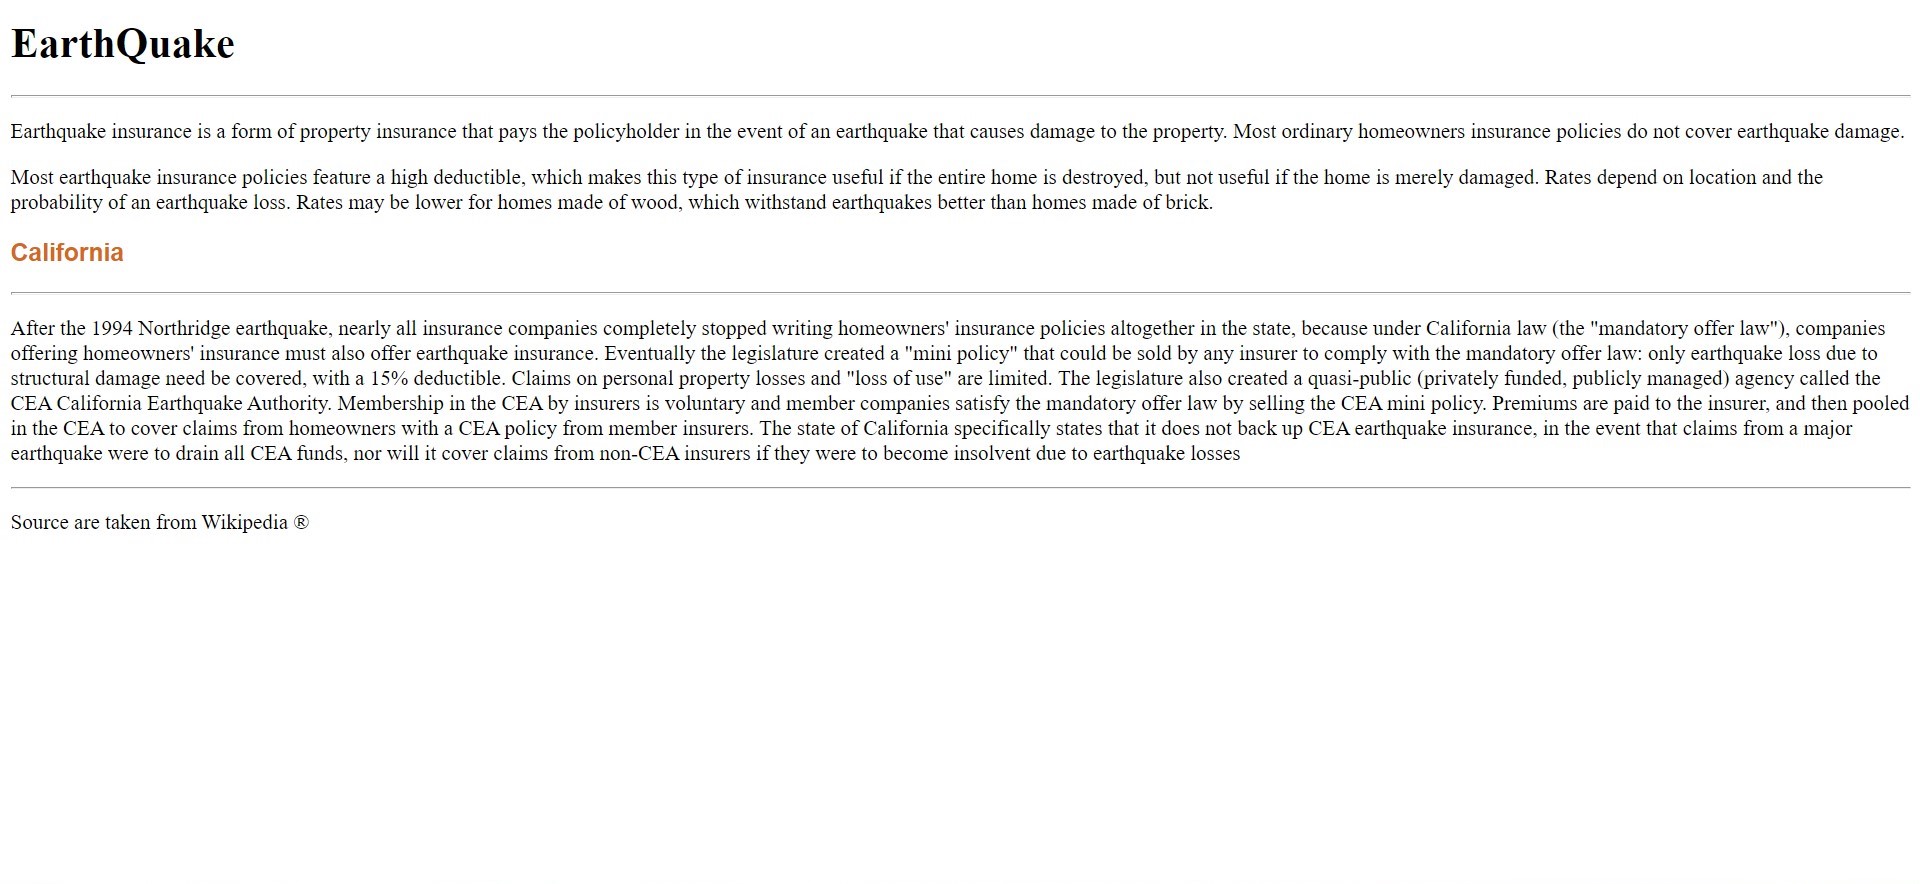 EarthQuake
Earthquake insurance is a form of property insurance that pays the policyholder in the event of an earthquake that causes damage to the property. Most ordinary homeowners insurance policies do not cover earthquake damage.
Most earthquake insurance policies feature a high deductible, which makes this type of insurance useful if the entire home is destroyed, but not useful if the home is merely damaged. Rates depend on location and the
probability of an earthquake loss. Rates may be lower for homes made of wood, which withstand earthquakes better than homes made of brick.
California
After the 1994 Northridge earthquake, nearly all insurance companies completely stopped writing homeowners' insurance policies altogether in the state, because under California law (the "mandatory offer law"), companies
offering homeowners' insurance must also offer earthquake insurance. Eventually the legislature created a "mini policy" that could be sold by any insurer to comply with the mandatory offer law: only earthquake loss due to
structural damage need be covered, with a 15% deductible. Claims on personal property losses and "loss of use" are limited. The legislature also created a quasi-public (privately funded, publicly managed) agency called the
CEA California Earthquake Authority. Membership in the CEA by insurers is voluntary and member companies satisfy the mandatory offer law by selling the CEA mini policy. Premiums are paid to the insurer, and then pooled
in the CEA to cover claims from homeowners with a CEA policy from member insurers. The state of California specifically states that it does not back up CEA earthquake insurance, in the event that claims from a major
earthquake were to drain all CEA funds, nor will it cover claims from non-CEA insurers if they were to become insolvent due to earthquake losses
Source are taken from Wikipedia ®